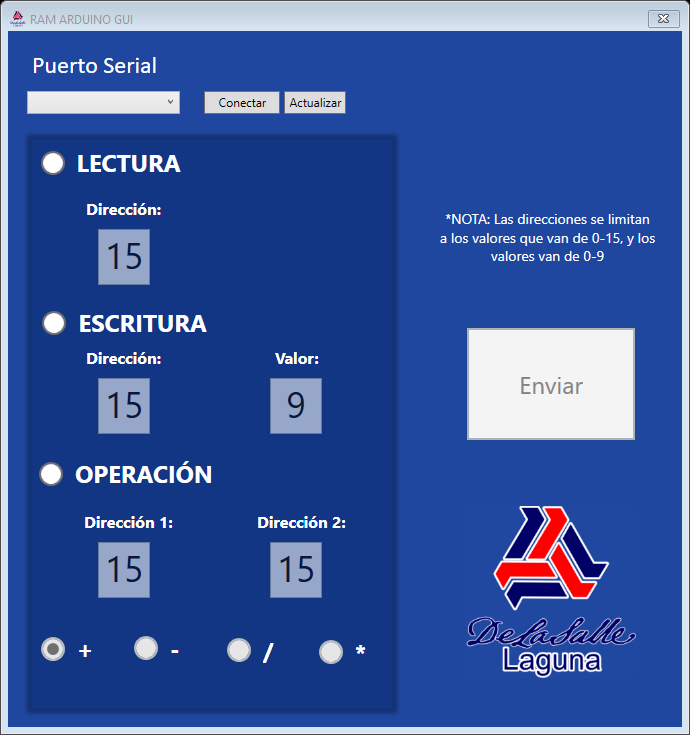 RAM ARDUINO GUI
Puerto Serial
Conectar
Actualizar
LECTURA
Dirección:
15
*NOTA: Las direcciones se limitan
a los valores que van de 0-15, y los
valores van de 0-9
ESCRITURA
Dirección:
Valor:
15
9
Enviar
OPERACIÓN
Dirección 1:
Dirección 2:
15
15
+
-
/
*
De La Salle
Laguna